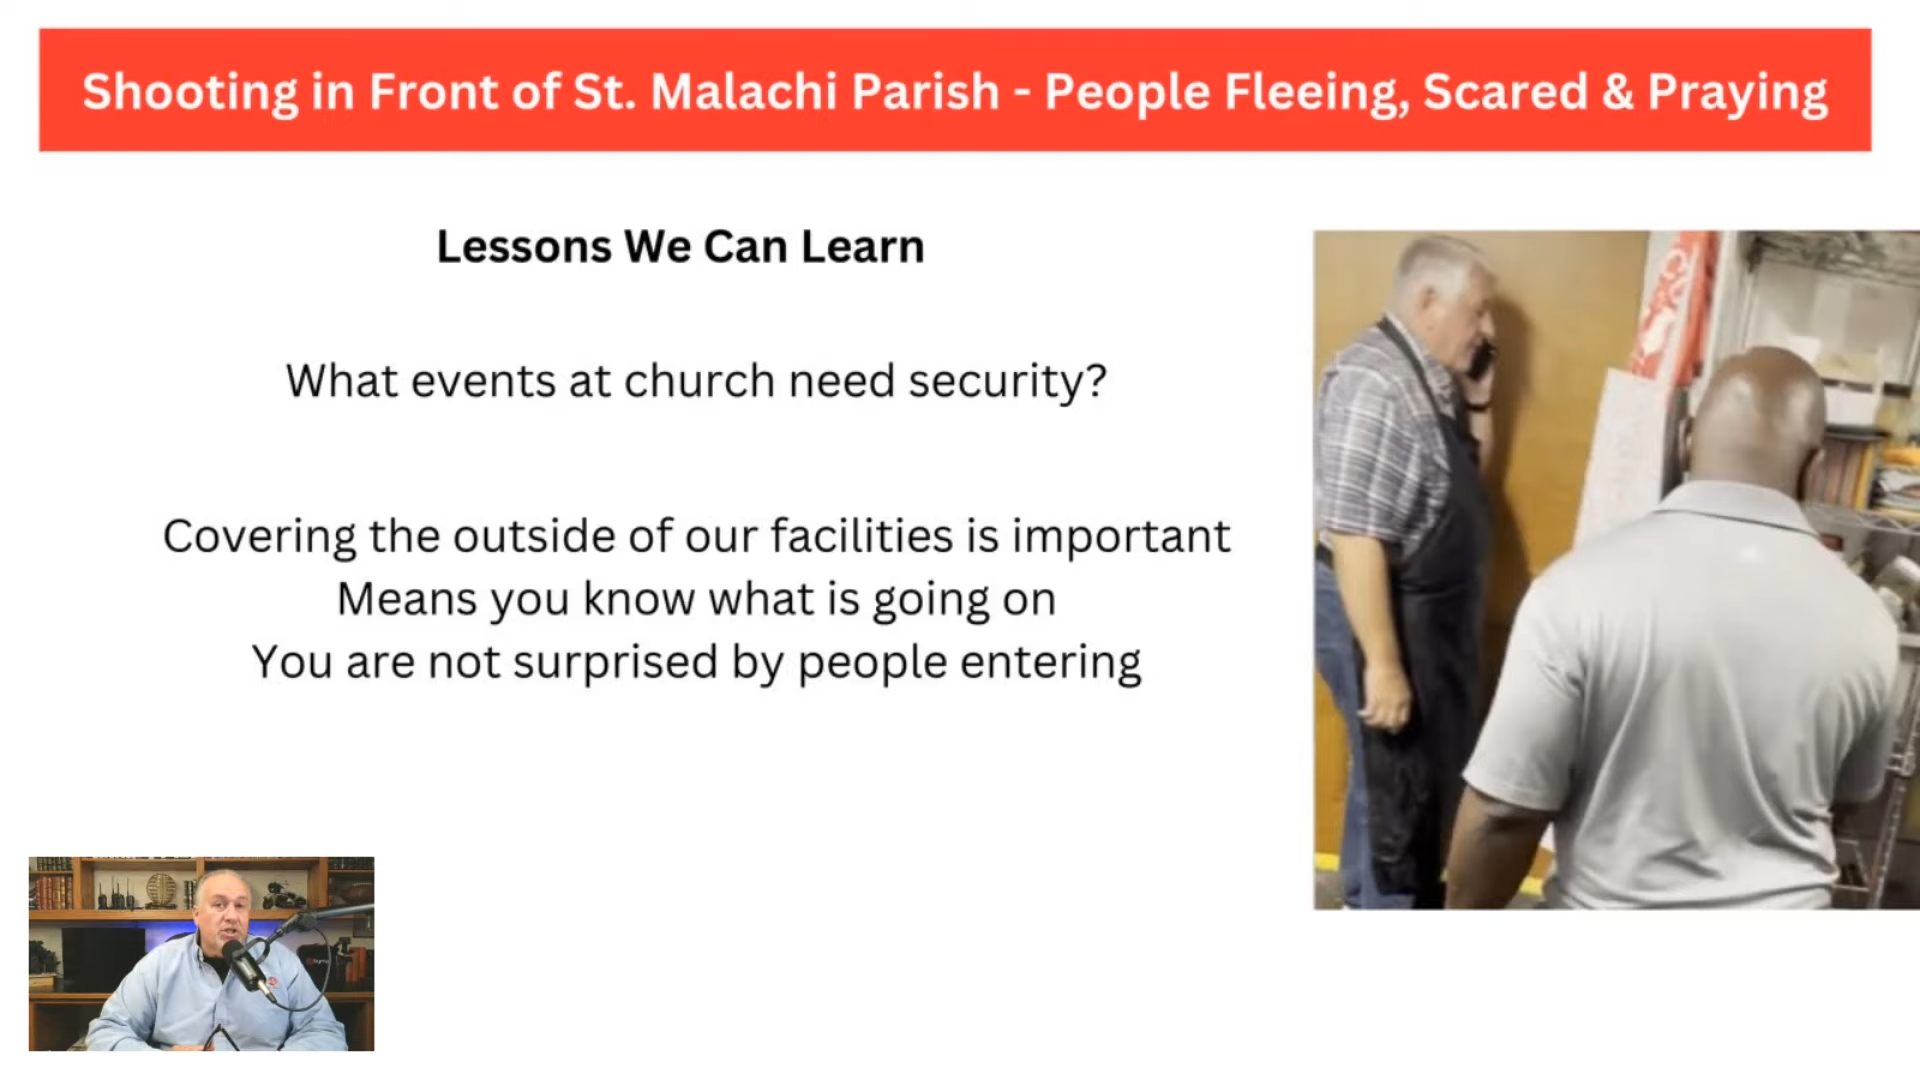 Shooting in Front of St. Malachi Parish - People Fleeing, Scared & Praying
Lessons We Can Learn
What events at church need security?
Covering the outside of our facilities is important
Means you know what is going on
You are not surprised by people entering